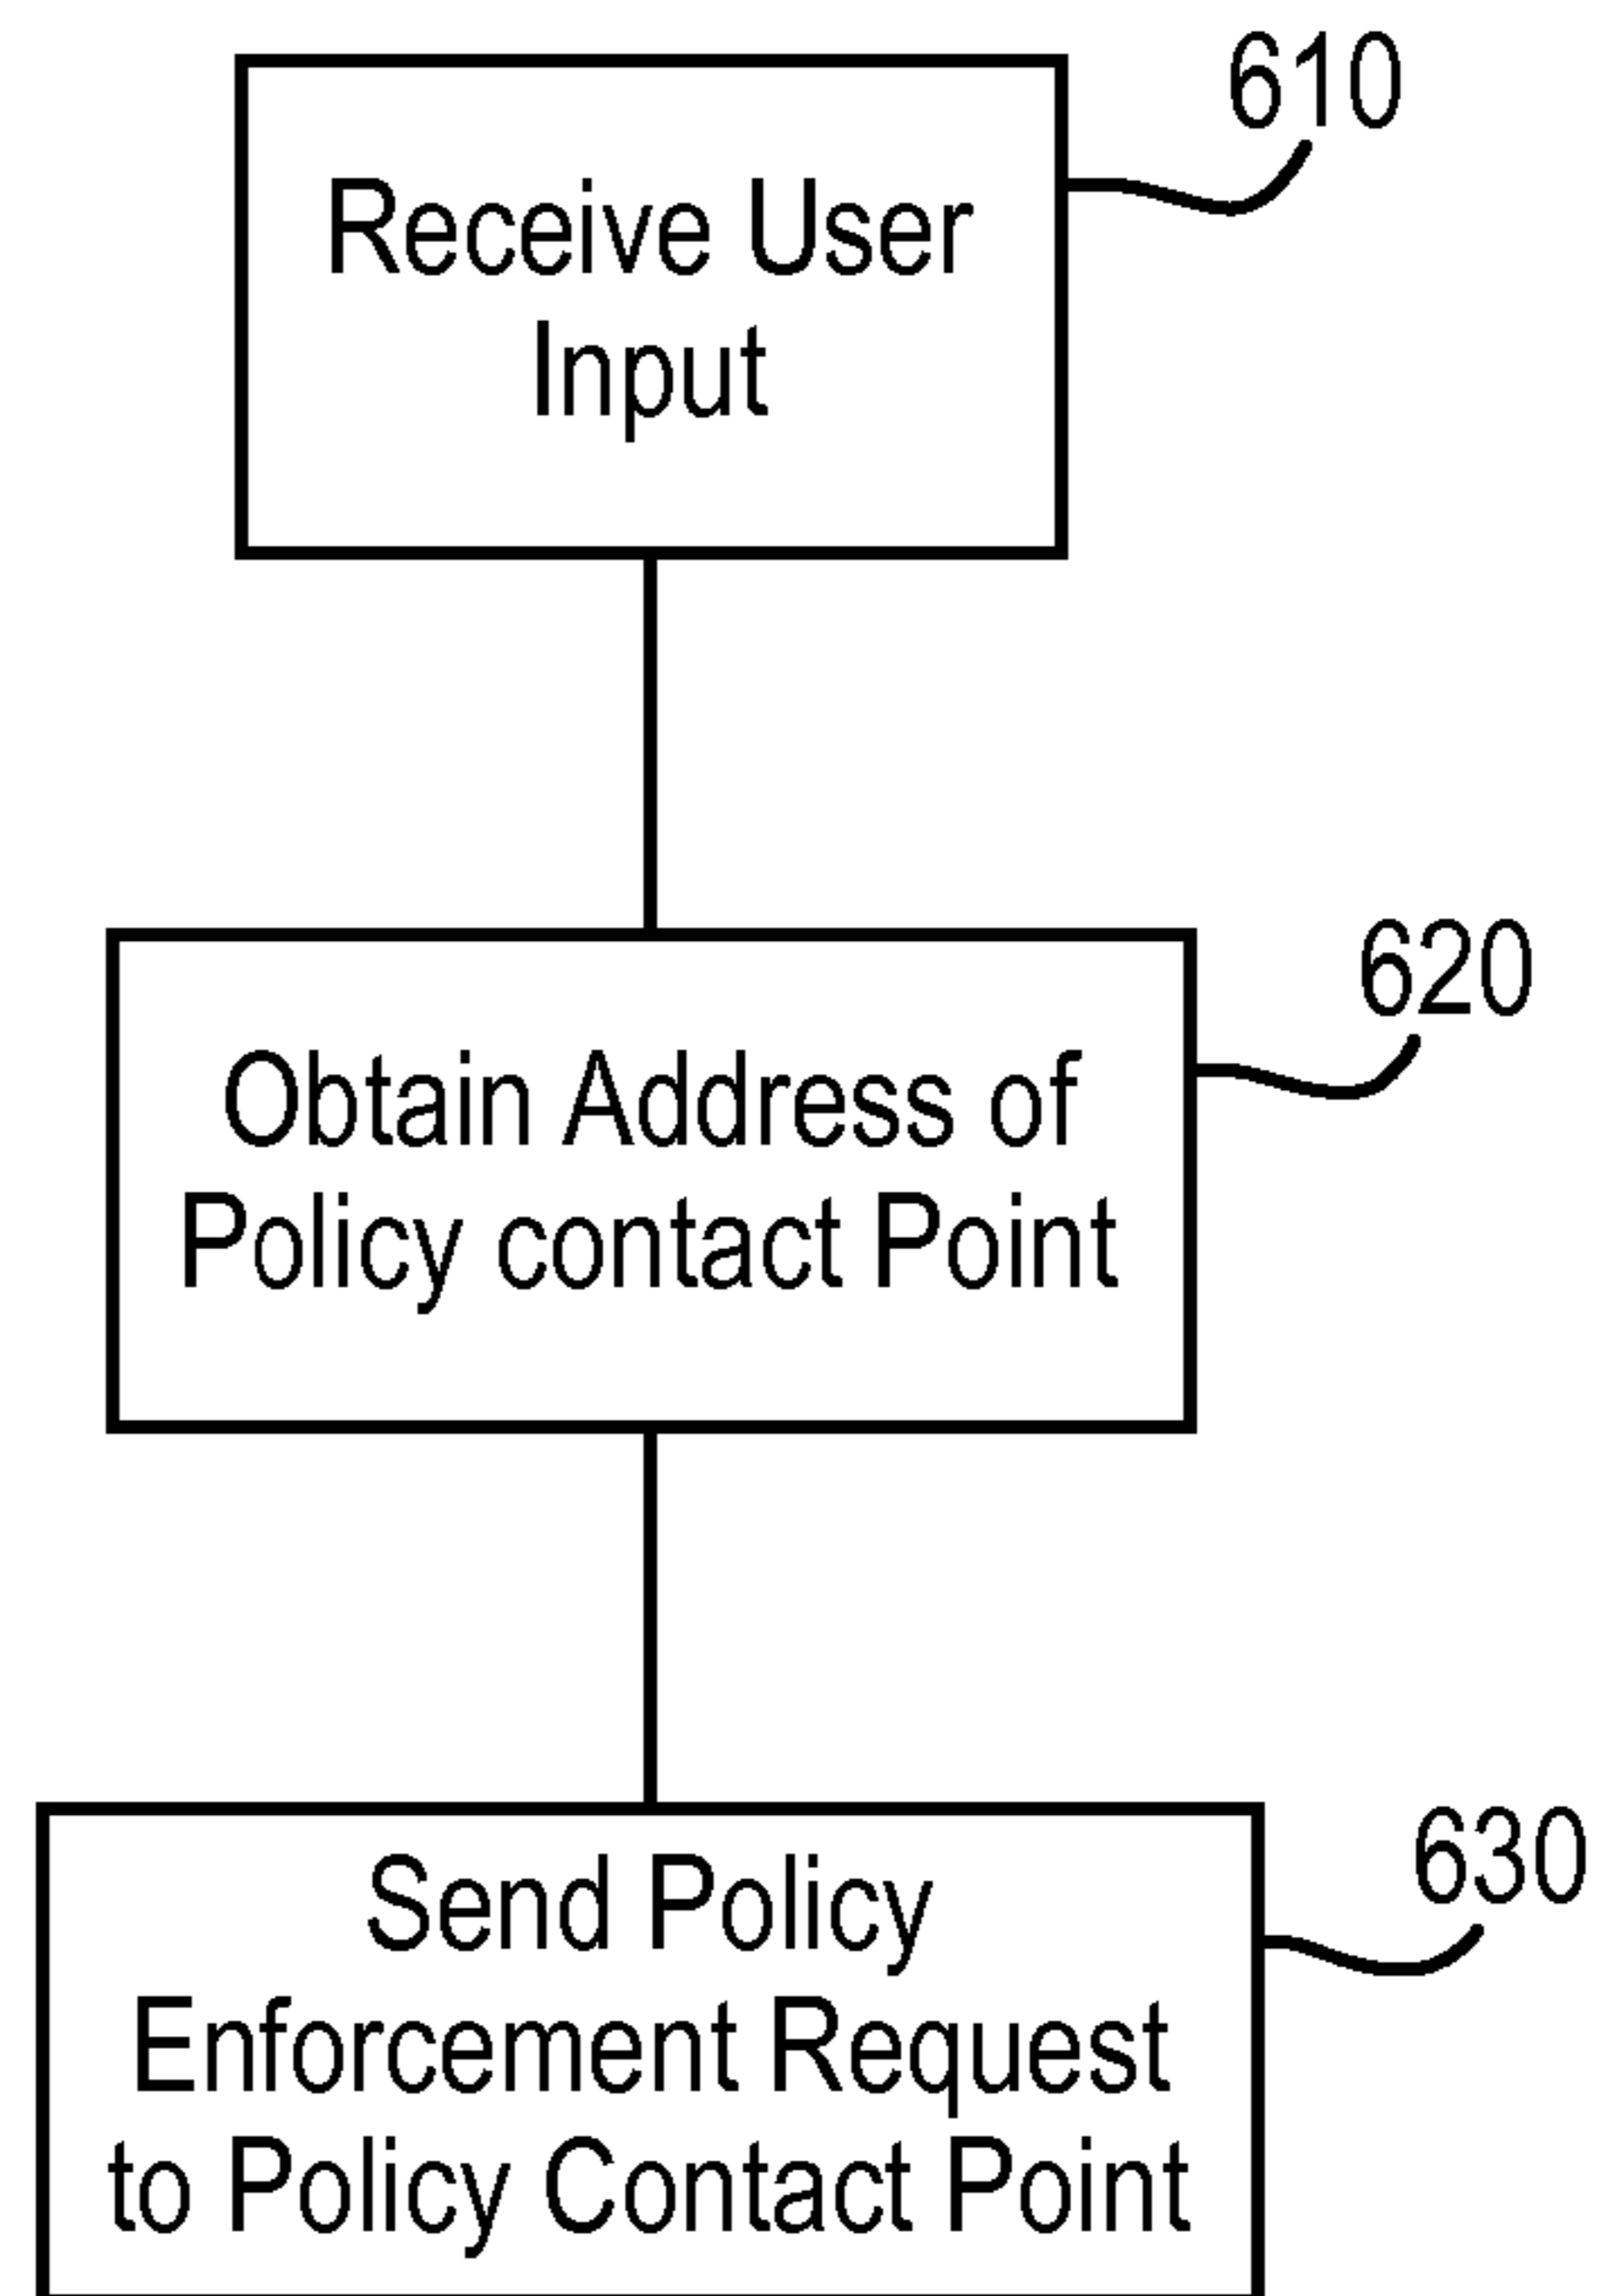 610
Receive User
Input
620
Obtain Address of
Policy contact Point
630
Send Policy
Enforcement Request
to Policy Contact Point